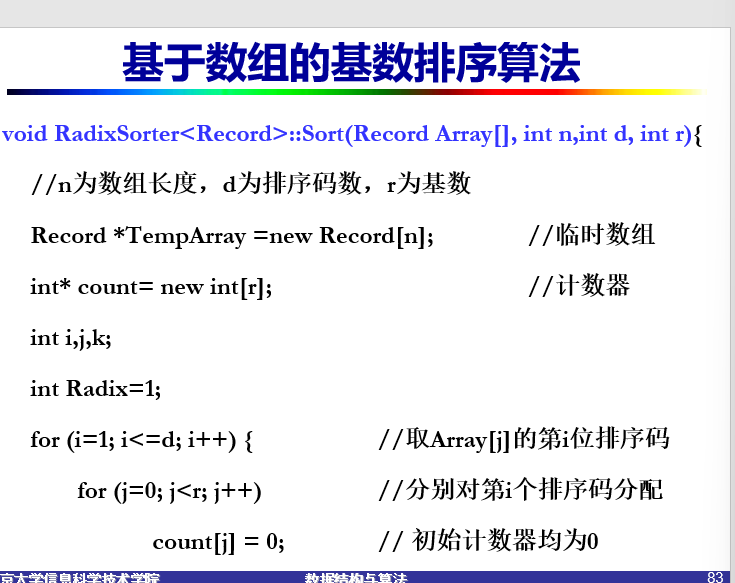 基于数组的基数排序算法
void RadixSorter<Record>::Sort(Record Array[], int n,int d, int r){
//n为数组长度，d为排序码数，r为基数
Record *TempArray =new Record[n]; //临时数组
int* count= new int[r]; //计数器
int i,j,k;
int Radix=1;
for (i=1; i<=d; i++) { //取Array[j]的第i位排序码
for (j=0; j<r; j++) //分别对第i个排序码分配
count[j] = 0; // 初始计数器均为0
京大学信息科学技术学院 数据结构与算法 83